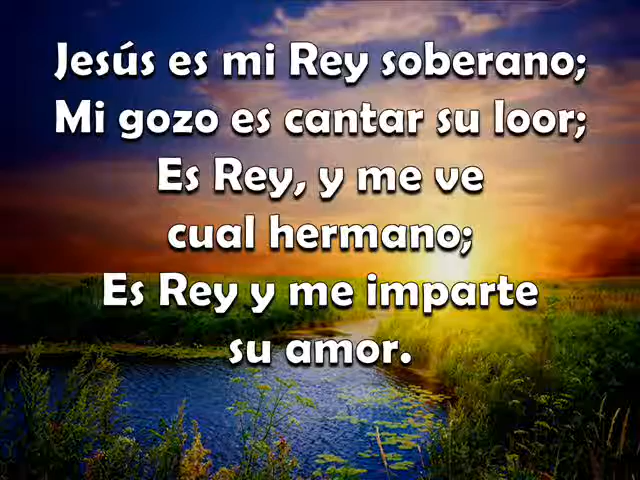 Jesús es mi Rey soberano;
Mi gozo es cantar su loor;
Es Rey, y me ve
cual hermano;
Es Rey y me imparte
su amor.